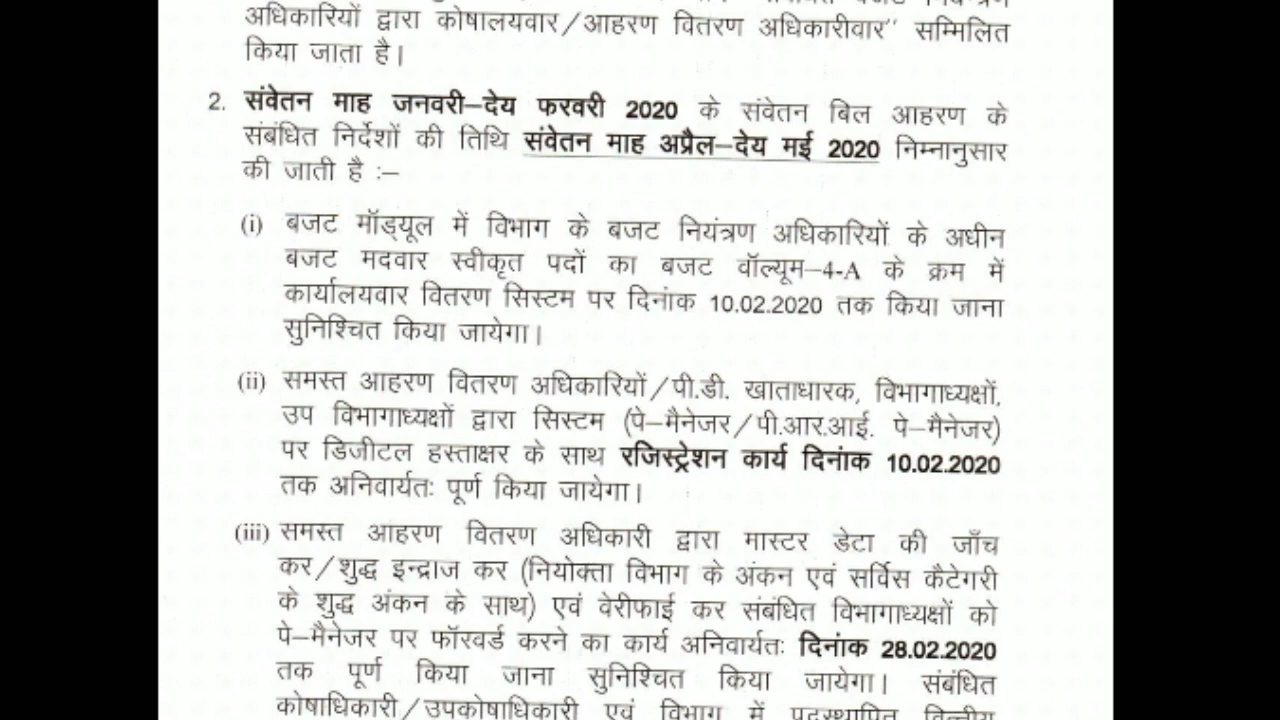 अधिकारियों द्वारा कोषालयवार/आहरण वितरण अधिकारीवार" सम्मिलित
किया जाता है।
2. संवेतन माह जनवरी–देय फरवरी 2020 के संवेतन बिल आहरण के
संबंधित निर्देशों की तिथि संवेतन माह अप्रैल–देय मई 2020 निम्नानुसार
की जाती है :–
(i) बजट मॉड्यूल में विभाग के बजट नियंत्रण अधिकारियों के अधीन
बजट मदवार स्वीकृत पदों का बजट वॉल्यूम–4-A के क्रम में
कार्यालयवार वितरण सिस्टम पर दिनांक 10.02.2020 तक किया जाना
सुनिश्चित किया जायेगा।
(ii) समस्त आहरण वितरण अधिकारियों/पी.डी. खाताधारक, विभागाध्यक्षों,
उप विभागाध्यक्षों द्वारा सिस्टम (पे–मैनेजर/पी.आर.आई. पे–मैनेजर)
पर डिजीटल हस्ताक्षर के साथ रजिस्ट्रेशन कार्य दिनांक 10.02.2020
तक अनिवार्यतः पूर्ण किया जायेगा।
(iii) समस्त आहरण वितरण अधिकारी द्वारा मास्टर डेटा की जाँच
कर/शुद्ध इन्द्राज कर (नियोक्ता विभाग के अंकन एवं सर्विस कैटेगरी
के शुद्ध अंकन के साथ) एवं वेरीफाई कर संबंधित विभागाध्यक्षों को
पे–मैनेजर पर फॉरवर्ड करने का कार्य अनिवार्यतः दिनांक 28.02.2020
तक पूर्ण किया जाना सुनिश्चित किया जायेगा। संबंधित
कोषाधिकारी/उपकोषाधिकारी एवं विभाग में पदस्थापित वित्तीय